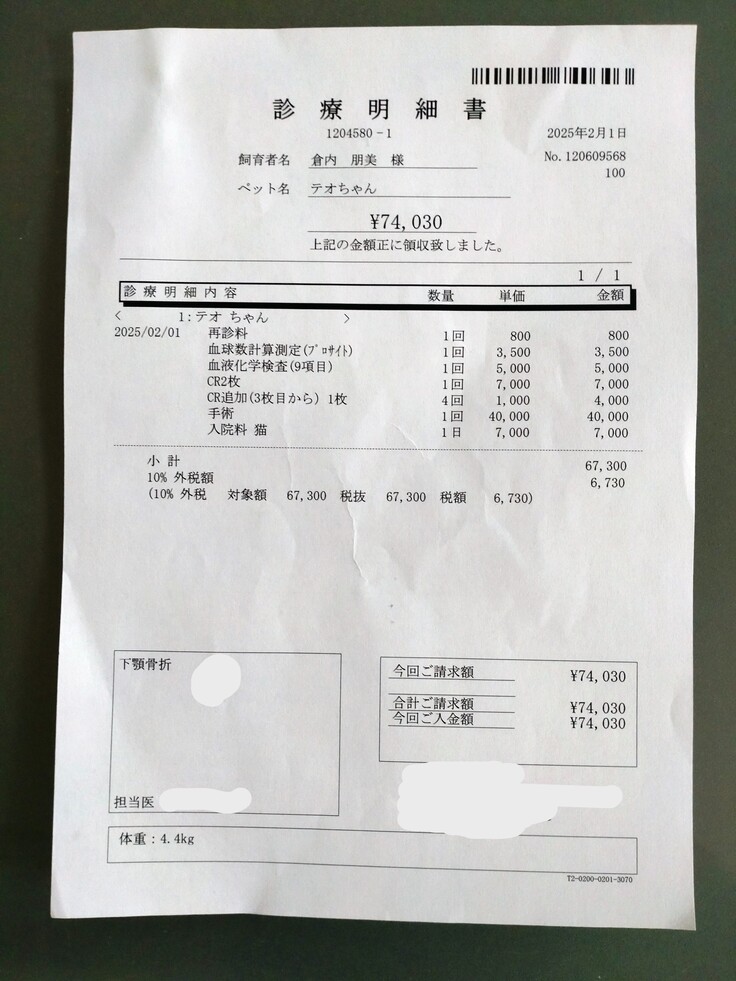 診療明細書
1204580-1
2025年2月1日
飼育者名 倉内 朋美 様
No.120609568
100
ペット名 テオちゃん
¥74,030
上記の金額正に領収致しました。
1 / 1
診療明細内容 数量 単価 金額
< 1:テオ ちゃん >
2025/02/01 再診料 1回 800 800
血球数計算測定(ﾌﾟﾛｻｲﾄ) 1回 3,500 3,500
血液化学検査(9項目) 1回 5,000 5,000
CR2枚 1回 7,000 7,000
CR追加(3枚目から) 1枚 4回 1,000 4,000
手術 1回 40,000 40,000
入院料 猫 1日 7,000 7,000
小 計 67,300
10% 外税額 6,730
(10% 外税 対象額 67,300 税抜 67,300 税額 6,730)
下顎骨折
担当医
今回ご請求額 ¥74,030
合計ご請求額 ¥74,030
今回ご入金額 ¥74,030
体重：4.4kg
T2-0200-0201-3070